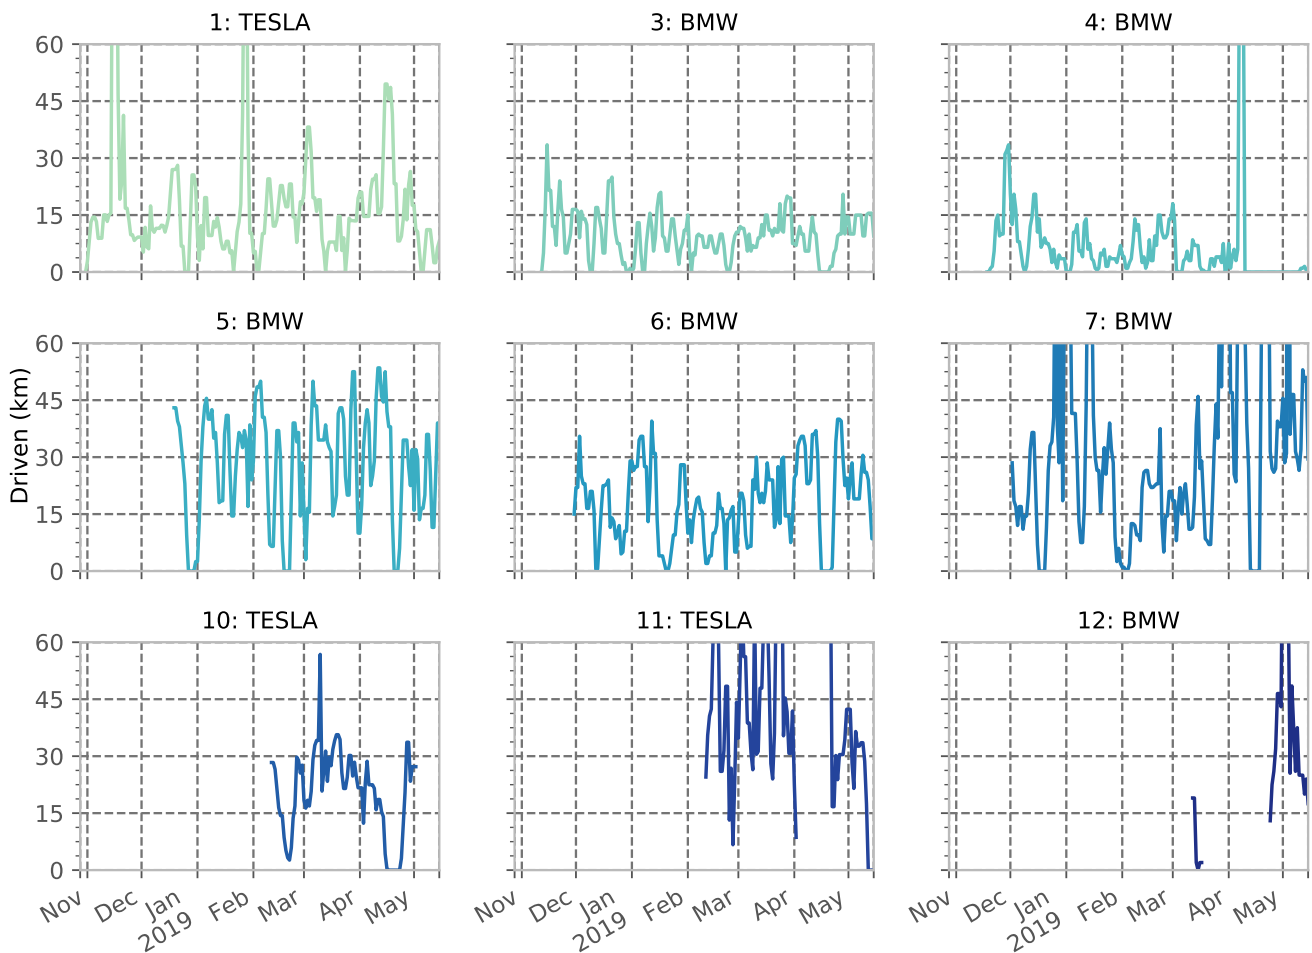 1: TESLA
3: BMW
4: BMW
60
45
30
15
0
5: BMW
6: BMW
7: BMW
60
45
30
15
0
Driven (km)
10: TESLA
11: TESLA
12: BMW
60
45
30
15
0
Nov Dec Jan Feb Mar Apr May
2019
Nov Dec Jan Feb Mar Apr May
2019
Nov Dec Jan Feb Mar Apr May
2019